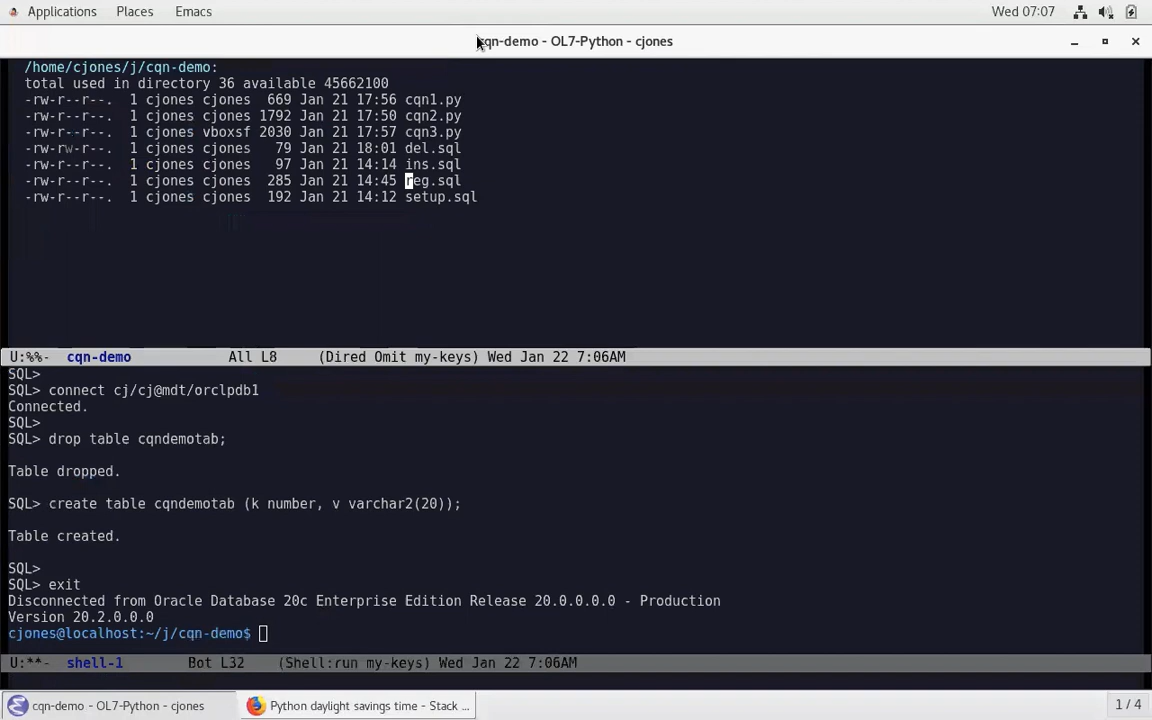 Applications Places Emacs Wed 07:07
cqn-demo - OL7-Python - cjones
/home/cjones/j/cqn-demo:
total used in directory 36 available 45662100
-rw-r--r--. 1 cjones cjones 669 Jan 21 17:56 cqn1.py
-rw-r--r--. 1 cjones cjones 1792 Jan 21 17:50 cqn2.py
-rw-r--r--. 1 cjones vboxsf 2030 Jan 21 17:57 cqn3.py
-rw-rw-r--. 1 cjones cjones 79 Jan 21 18:01 del.sql
-rw-r--r--. 1 cjones cjones 97 Jan 21 14:14 ins.sql
-rw-r--r--. 1 cjones cjones 285 Jan 21 14:45 reg.sql
-rw-r--r--. 1 cjones cjones 192 Jan 21 14:12 setup.sql
U:%%- cqn-demo All L8 (Dired Omit my-keys) Wed Jan 22 7:06AM
SQL>
SQL> connect cj/cj@mdt/orclpdb1
Connected.
SQL>
SQL> drop table cqndemotab;
Table dropped.
SQL> create table cqndemotab (k number, v varchar2(20));
Table created.
SQL>
SQL> exit
Disconnected from Oracle Database 20c Enterprise Edition Release 20.0.0.0.0 - Production
Version 20.2.0.0.0
cjones@localhost:~/j/cqn-demo$
U:**- shell-1 Bot L32 (Shell:run my-keys) Wed Jan 22 7:06AM
cqn-demo - OL7-Python - cjones Python daylight savings time - Stack ... 1 / 4